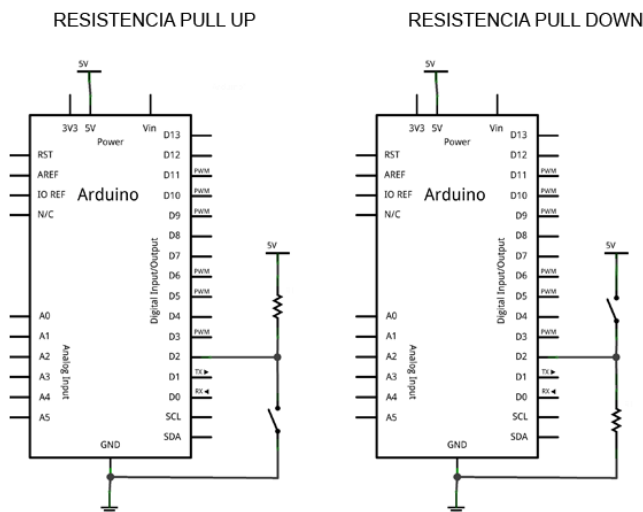 RESISTENCIA PULL UP
5V
3V3 5V Vin
Power
Arduino
RST
AREF
IO REF
N/C
A0
A1
A2
A3
A4
A5
Analog Input
D13
D12
D11 PWM
D10 PWM
D9 PWM
D8
D7
D6 PWM
D5 PWM
D4
D3 PWM
D2
D1 TX
D0 RX
SCL
SDA
Digital Input/Output
GND
5V
RESISTENCIA PULL DOWN
5V
3V3 5V Vin
Power
Arduino
RST
AREF
IO REF
N/C
A0
A1
A2
A3
A4
A5
Analog Input
D13
D12
D11 PWM
D10 PWM
D9 PWM
D8
D7
D6 PWM
D5 PWM
D4
D3 PWM
D2
D1 TX
D0 RX
SCL
SDA
Digital Input/Output
GND
5V